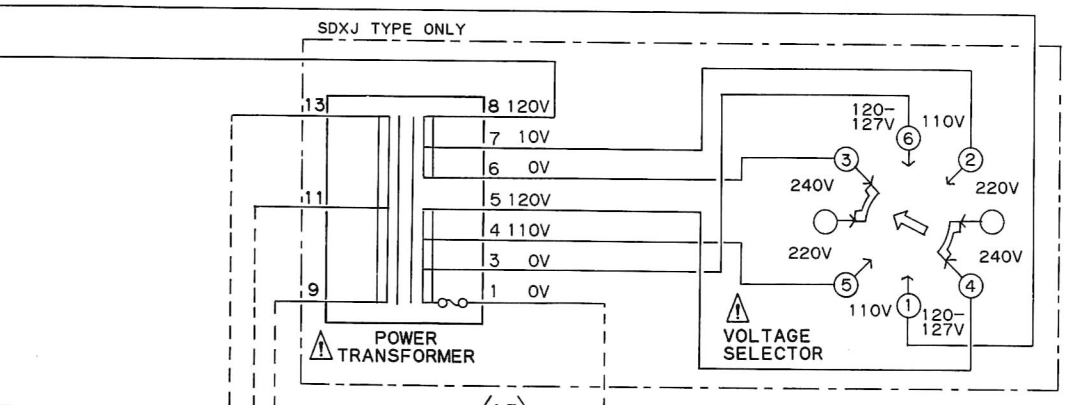 SDXJ TYPE ONLY
13
11
9
8 120V
7 10V
6 0V
5 120V
4 110V
3 0V
1 0V
POWER
TRANSFORMER
120-
127V
110V
6
3
2
240V
220V
220V
240V
5
4
110V
1
120-
127V
VOLTAGE
SELECTOR